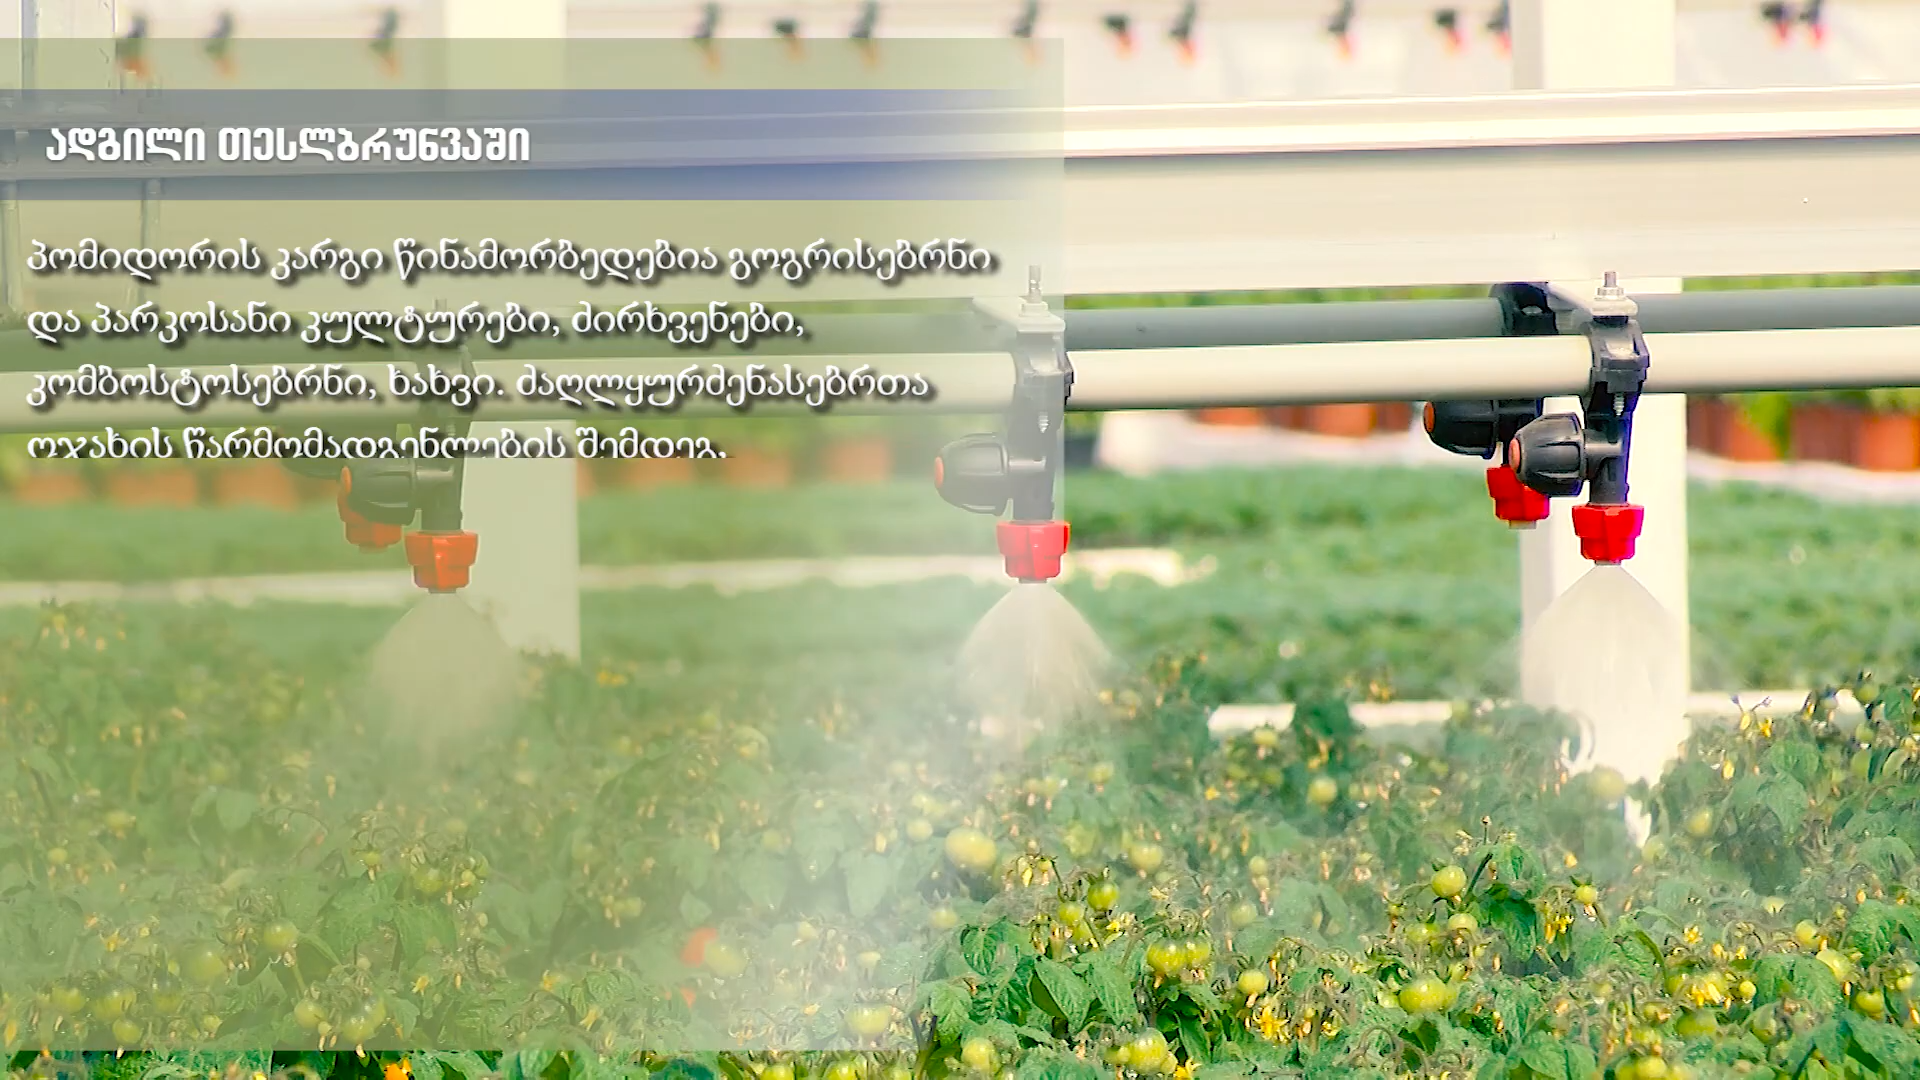 ადგილი თესლბრუნვაში
პომიდორის კარგი წინამორბედებია გოგრისებრნი
და პარკოსანი კულტურები, ძირხვენები,
კომბოსტოსებრნი, ხახვი. ძაღლყურძენასებრთა
ოჯახის წარმომადგენლების შემდეგ,